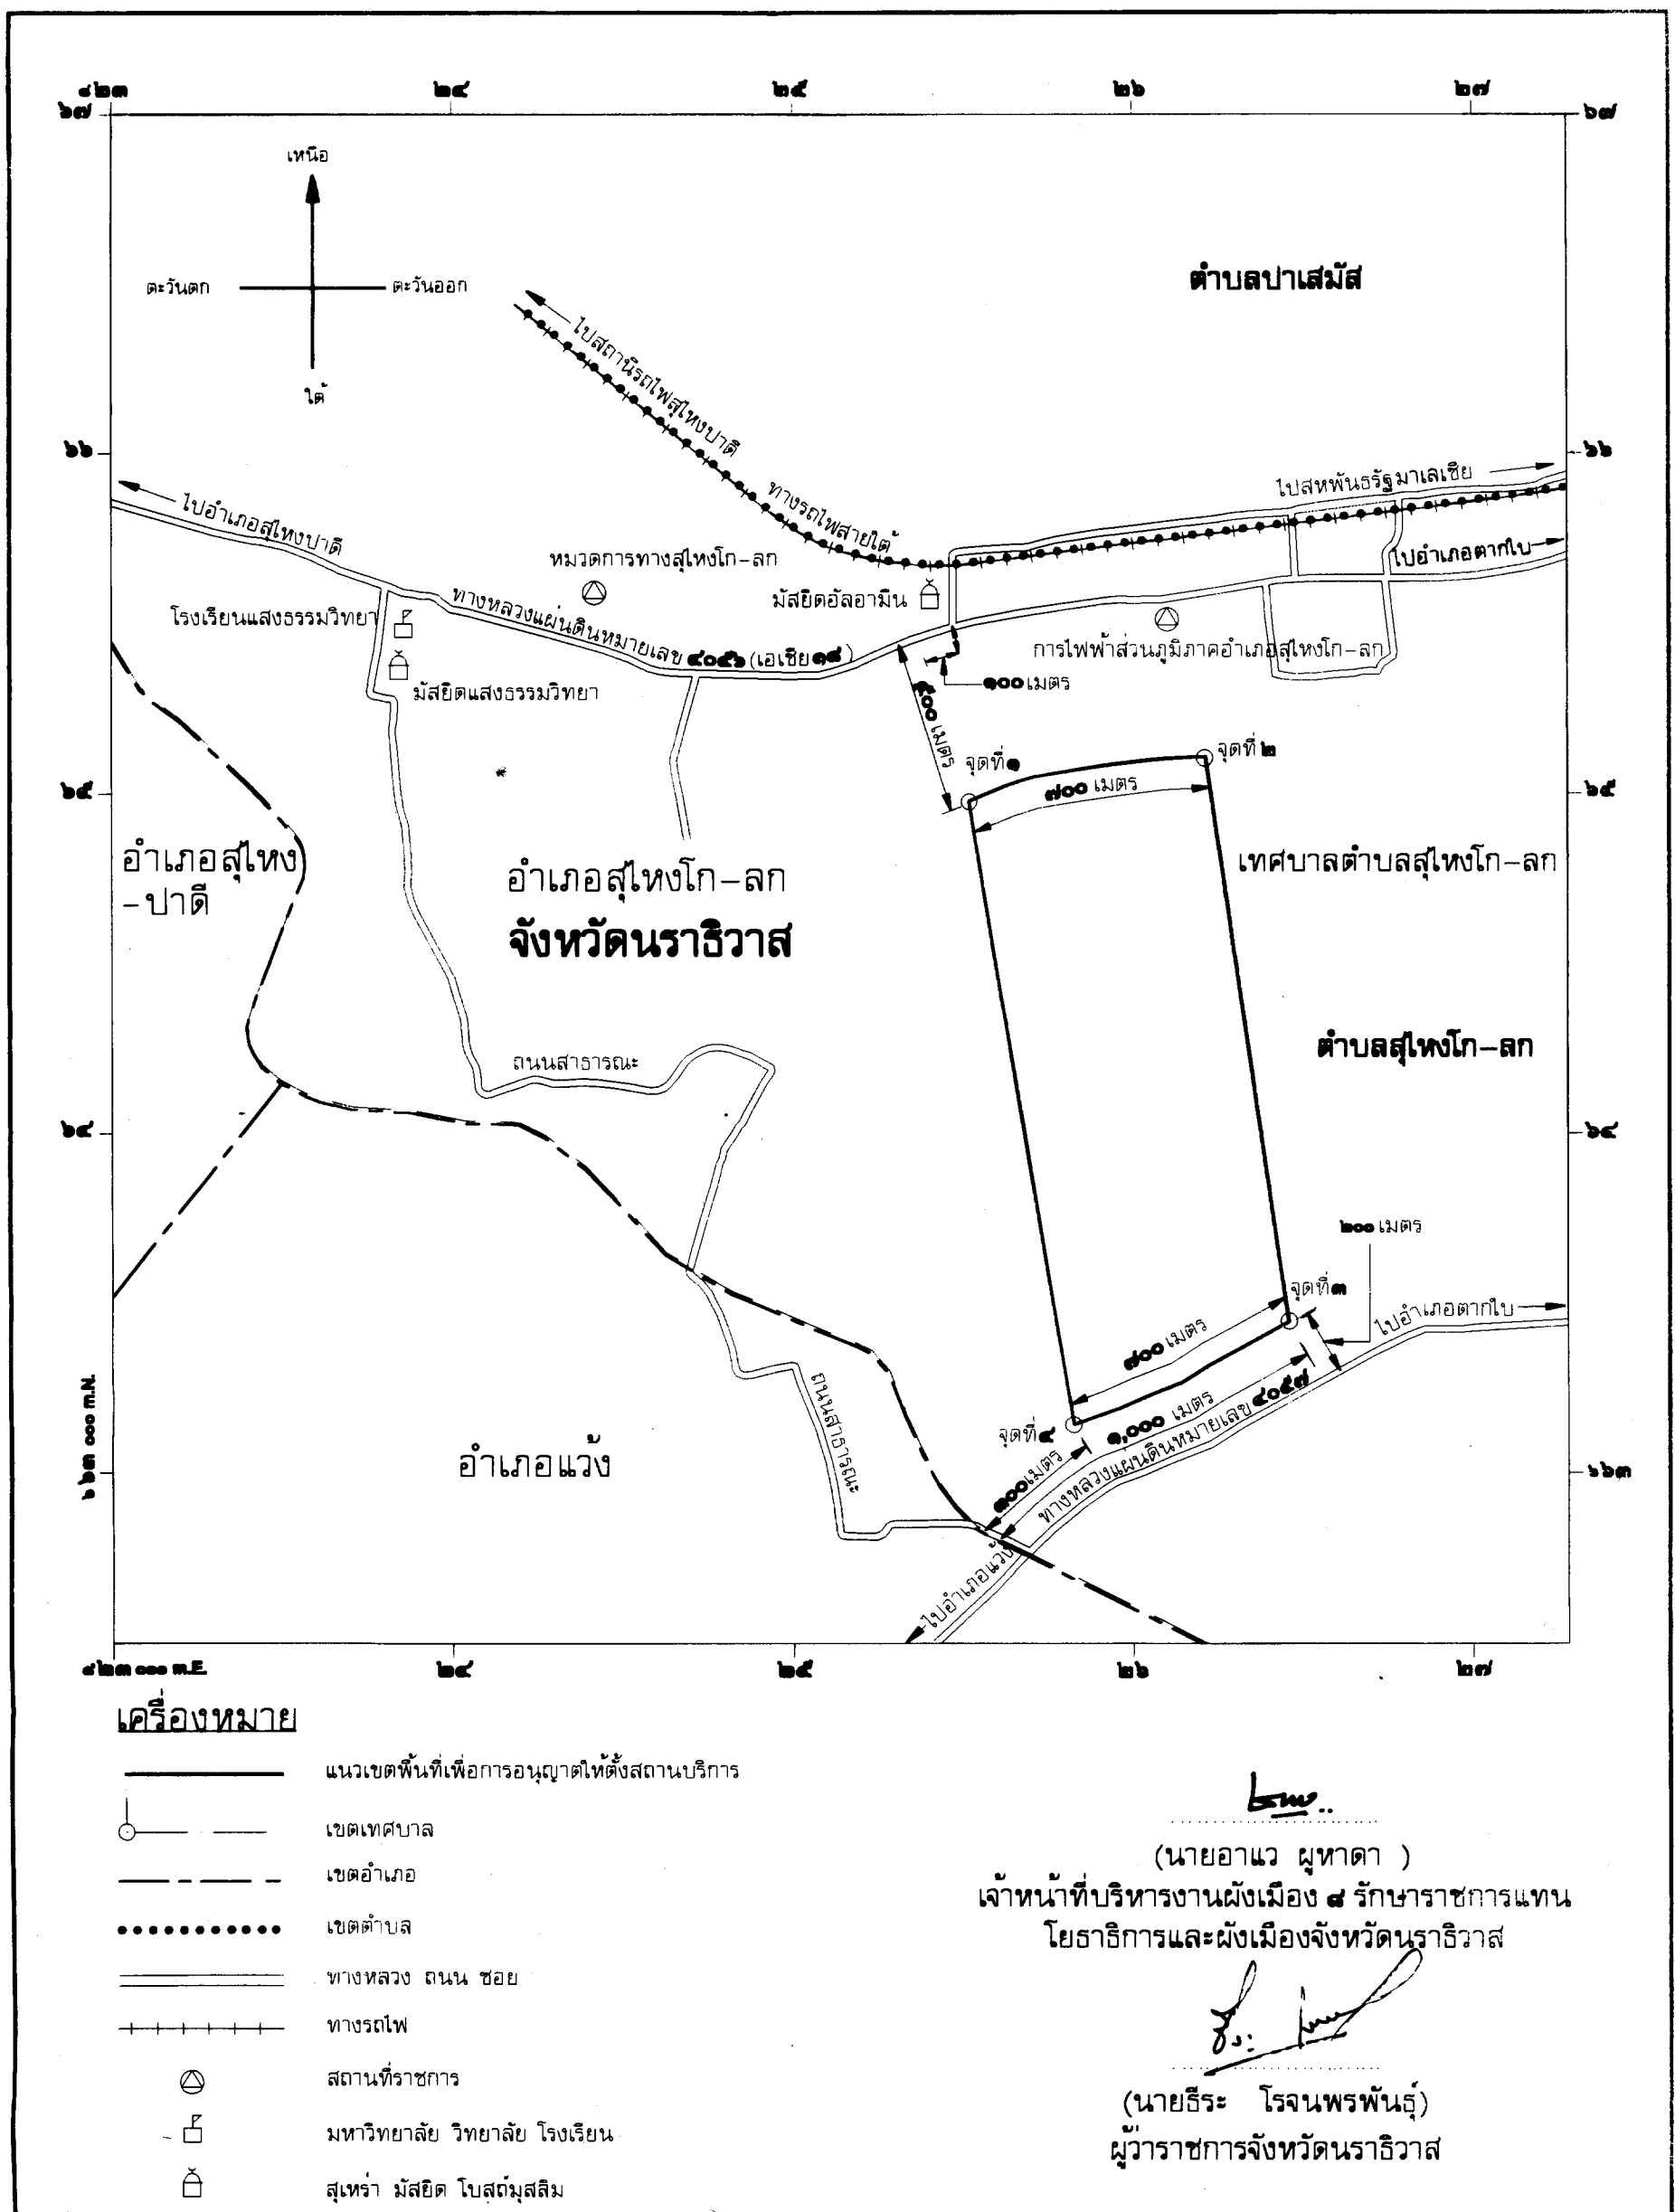 ๔๒๓ ๒๔ ๒๕ ๒๖ ๒๗
๖๗ ๖๗
เหนือ
ตะวันตก ตะวันออก
ใต้
ตำบลปาเสมัส
ไปสถานีรถไฟสุไหงปาดี
ทางรถไฟสายใต้
๖๖ ๖๖
ไปสหพันธรัฐมาเลเซีย
ไปอำเภอสุไหงปาดี
ไปอำเภอตากใบ
หมวดการทางสุไหงโก-ลก
มัสยิดอัลอามีน
โรงเรียนแสงธรรมวิทยา
ทางหลวงแผ่นดินหมายเลข ๔๐๕๖ (เอเชีย ๑๘)
การไฟฟ้าส่วนภูมิภาคอำเภอสุไหงโก-ลก
มัสยิดแสงธรรมวิทยา
๑๐๐ เมตร
๕๐๐ เมตร
จุดที่ ๑
จุดที่ ๒
๗๐๐ เมตร
๖๕ ๖๕
อำเภอสุไหง
-ปาดี
อำเภอสุไหงโก-ลก
จังหวัดนราธิวาส
เทศบาลตำบลสุไหงโก-ลก
ตำบลสุไหงโก-ลก
ถนนสาธารณะ
๖๔ ๖๔
๒๐๐ เมตร
จุดที่ ๓
ไปอำเภอตากใบ
๗๐๐ เมตร
๑,๐๐๐ เมตร
ทางหลวงแผ่นดินหมายเลข ๔๐๕๗
จุดที่ ๔
๓๐๐ เมตร
ถนนสาธารณะ
อำเภอแว้ง
๖๖๓ ๐๐๐ m.N. ๖๖๓
ไปอำเภอแว้ง
๔๒๓ ๐๐๐ m.E. ๒๔ ๒๕ ๒๖ ๒๗
เครื่องหมาย
แนวเขตพื้นที่เพื่อการอนุญาตให้ตั้งสถานบริการ
เขตเทศบาล
เขตอำเภอ
เขตตำบล
ทางหลวง ถนน ซอย
ทางรถไฟ
สถานที่ราชการ
มหาวิทยาลัย วิทยาลัย โรงเรียน
สุเหร่า มัสยิด โบสถ์มุสลิม
(นายอาแว ผูหาดา )
เจ้าหน้าที่บริหารงานผังเมือง ๘ รักษาราชการแทน
โยธาธิการและผังเมืองจังหวัดนราธิวาส
(นายธีระ โรจนพรพันธุ์)
ผู้ว่าราชการจังหวัดนราธิวาส